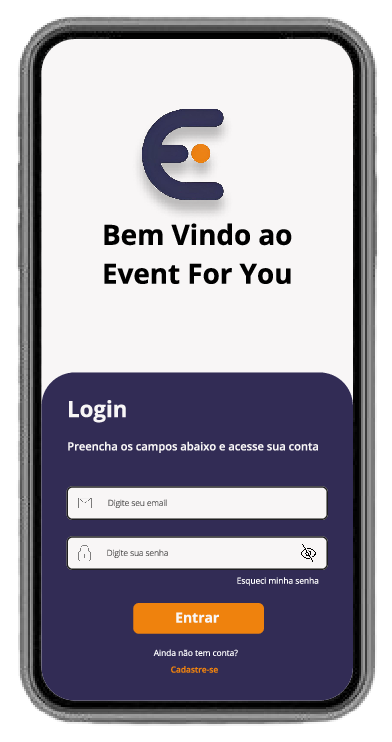 Bem Vindo ao
Event For You
Login
Preencha os campos abaixo e acesse sua conta
Digite seu email
Digite sua senha
Esqueci minha senha
Entrar
Ainda não tem conta?
Cadastre-se